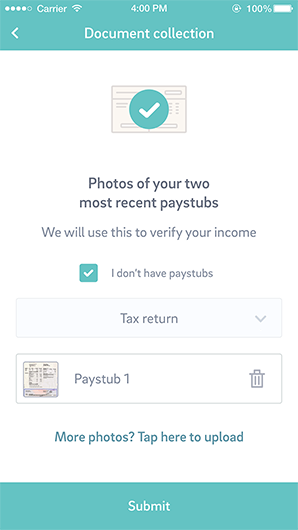 Carrier 4:00 PM 100%
Document collection
Photos of your two
most recent paystubs
We will use this to verify your income
I don't have paystubs
Tax return
Paystub 1
More photos? Tap here to upload
Submit